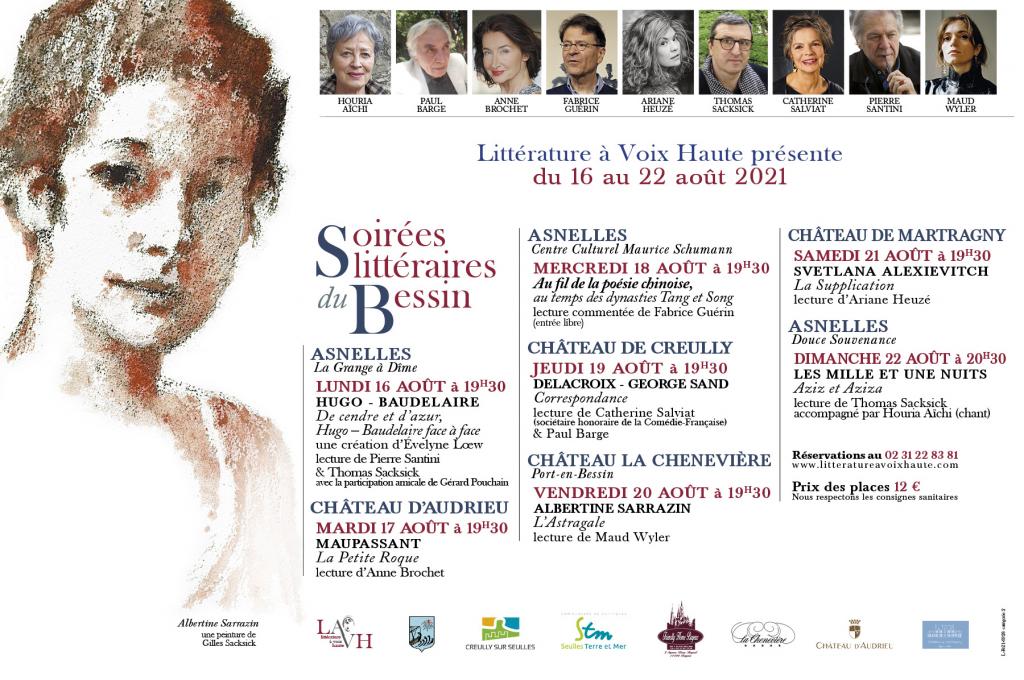 HOURIA
AÏCHI
PAUL
BARGE
ANNE
BROCHET
FABRICE
GUÉRIN
ARIANE
HEUZÉ
THOMAS
SACKSICK
CATHERINE
SALVIAT
PIERRE
SANTINI
MAUD
WYLER
Littérature à Voix Haute présente
du 16 au 22 août 2021
Soirées
littéraires
du Bessin
ASNELLES
La Grange à Dîme
LUNDI 16 AOÛT à 19H30
HUGO - BAUDELAIRE
De cendre et d'azur,
Hugo – Baudelaire face à face
une création d'Évelyne Lœw
lecture de Pierre Santini
& Thomas Sacksick
avec la participation amicale de Gérard Pouchain
CHÂTEAU D'AUDRIEU
MARDI 17 AOÛT à 19H30
MAUPASSANT
La Petite Roque
lecture d'Anne Brochet
ASNELLES
Centre Culturel Maurice Schumann
MERCREDI 18 AOÛT à 19H30
Au fil de la poésie chinoise,
au temps des dynasties Tang et Song
lecture commentée de Fabrice Guérin
(entrée libre)
CHÂTEAU DE CREULLY
JEUDI 19 AOÛT à 19H30
DELACROIX - GEORGE SAND
Correspondance
lecture de Catherine Salviat
(sociétaire honoraire de la Comédie-Française)
& Paul Barge
CHÂTEAU LA CHENEVIÈRE
Port-en-Bessin
VENDREDI 20 AOÛT à 19H30
ALBERTINE SARRAZIN
L'Astragale
lecture de Maud Wyler
CHÂTEAU DE MARTRAGNY
SAMEDI 21 AOÛT à 19H30
SVETLANA ALEXIEVITCH
La Supplication
lecture d'Ariane Heuzé
ASNELLES
Douce Souvenance
DIMANCHE 22 AOÛT à 20H30
LES MILLE ET UNE NUITS
Aziz et Aziza
lecture de Thomas Sacksick
accompagné par Houria Aïchi (chant)
Réservations au 02 31 22 83 81
www.litteratureavoixhaute.com
Prix des places 12 €
Nous respectons les consignes sanitaires
Albertine Sarrazin
une peinture de
Gilles Sacksick
LAVH
littérature
à voix
haute
CREULLY SUR SEULLES
Stm
Seulles Terre et Mer
La Chenevière
CHÂTEAU D'AUDRIEU